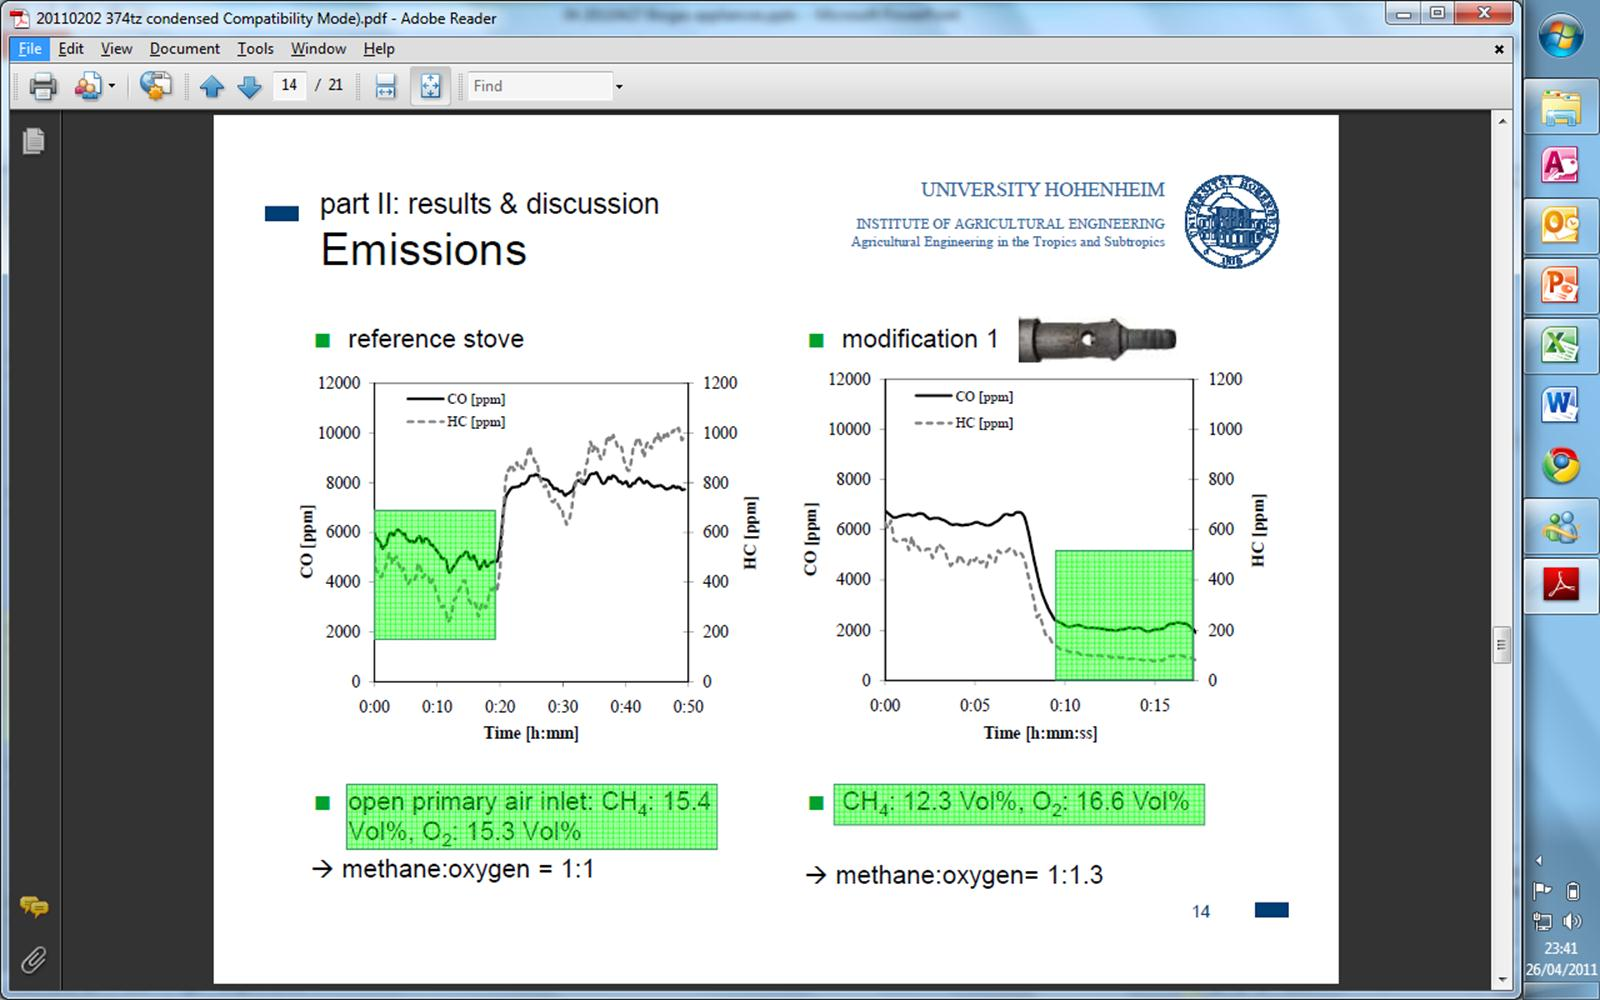 20110202 374tz condensed Compatibility Mode).pdf - Adobe Reader
File Edit View Document Tools Window Help
14 / 21 Find
part II: results & discussion
Emissions
UNIVERSITY HOHENHEIM
INSTITUTE OF AGRICULTURAL ENGINEERING
Agricultural Engineering in the Tropics and Subtropics
reference stove
12000
10000
8000
6000
4000
2000
0
CO [ppm]
CO [ppm]
HC [ppm]
1200
1000
800
600
400
200
0
HC [ppm]
0:00 0:10 0:20 0:30 0:40 0:50
Time [h:mm]
open primary air inlet: CH4: 15.4
Vol%, O2: 15.3 Vol%
→ methane:oxygen = 1:1
modification 1
12000
10000
8000
6000
4000
2000
0
CO [ppm]
CO [ppm]
HC [ppm]
1200
1000
800
600
400
200
0
HC [ppm]
0:00 0:05 0:10 0:15
Time [h:mm:ss]
CH4: 12.3 Vol%, O2: 16.6 Vol%
→ methane:oxygen= 1:1.3
14
23:41
26/04/2011